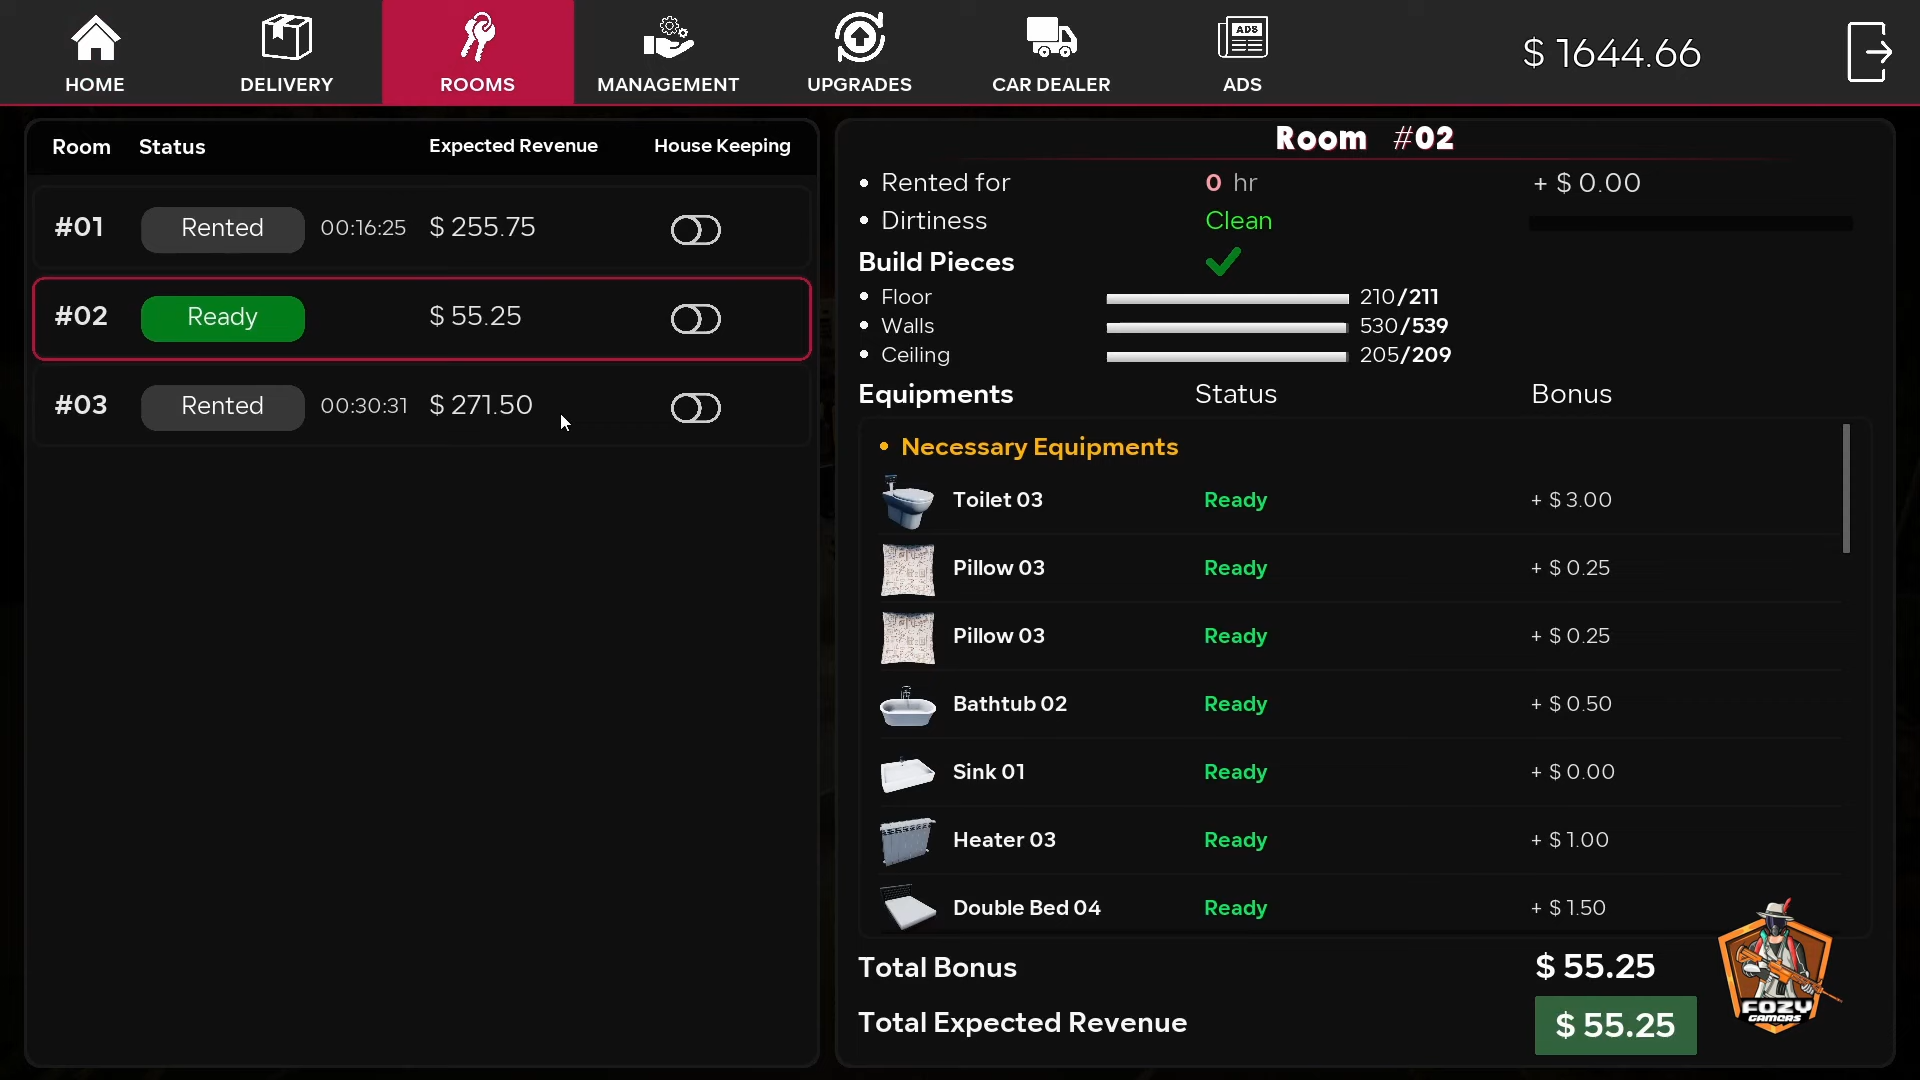 HOME
DELIVERY
ROOMS
MANAGEMENT
UPGRADES
CAR DEALER
ADS
ADS
$ 1644.66
Room Status Expected Revenue House Keeping
#01 Rented 00:16:25 $ 255.75
#02 Ready $ 55.25
#03 Rented 00:30:31 $ 271.50
Room #02
• Rented for 0 hr + $ 0.00
• Dirtiness Clean
Build Pieces
• Floor 210/211
• Walls 530/539
• Ceiling 205/209
Equipments Status Bonus
• Necessary Equipments
Toilet 03 Ready + $ 3.00
Pillow 03 Ready + $ 0.25
Pillow 03 Ready + $ 0.25
Bathtub 02 Ready + $ 0.50
Sink 01 Ready + $ 0.00
Heater 03 Ready + $ 1.00
Double Bed 04 Ready + $ 1.50
Total Bonus $ 55.25
Total Expected Revenue $ 55.25
FOZY
GAMERS